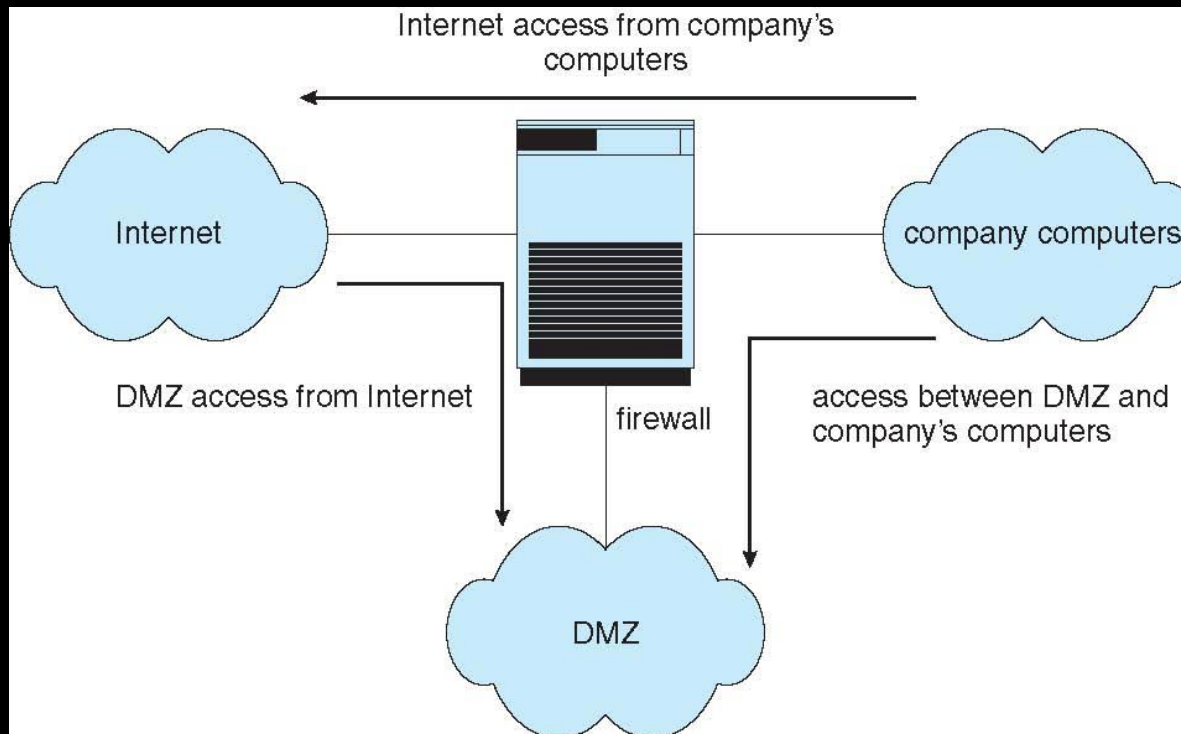 Internet access from company's
computers
Internet
company computers
DMZ access from Internet
firewall
access between DMZ and
company's computers
DMZ